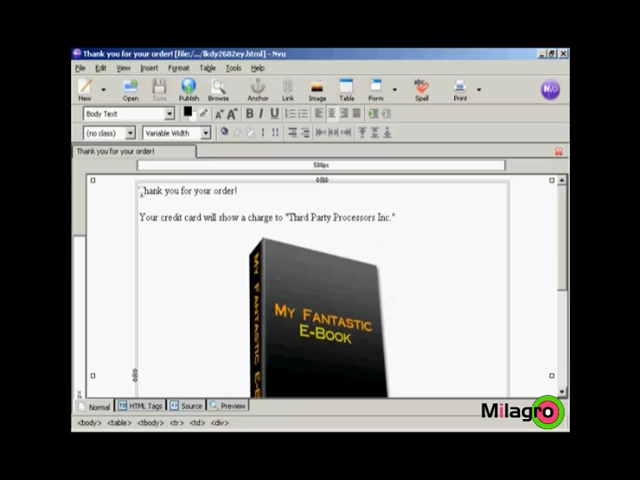 Thank you for your order! [file:/.../lkdy2682ey.html] - Nvu
File Edit View Insert Format Table Tools Help
New Open Save Publish Browse Anchor Link Image Table Form Spell Print
Nvu
Body Text
B I U
(no class) Variable Width
Thank you for your order!
500px
Thank you for your order!
Your credit card will show a charge to "Third Party Processors Inc."
MY FANTASTIC E-B
MY FANTASTIC
E-BOOK
Normal HTML Tags Source Preview
Milagro
<body> <table> <tbody> <tr> <td> <div>